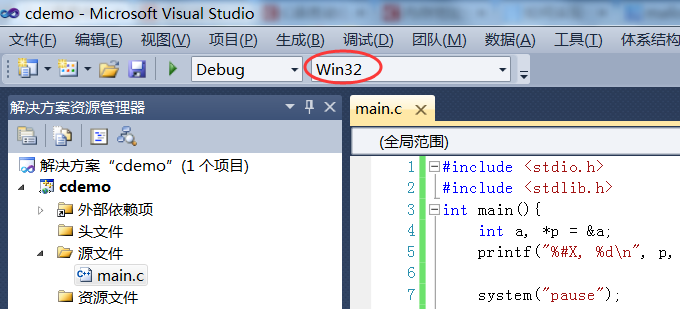 cdemo - Microsoft Visual Studio
文件(F) 编辑(E) 视图(V) 项目(P) 生成(B) 调试(D) 团队(M) 数据(A) 工具(T) 体系结构
Debug Win32
解决方案资源管理器
main.c
(全局范围)
解决方案“cdemo”(1 个项目)
cdemo
外部依赖项
头文件
源文件
main.c
资源文件
1 #include <stdio.h>
2 #include <stdlib.h>
3 int main(){
4 int a, *p = &a;
5 printf("%#X, %d\n", p,
6
7 system("pause");